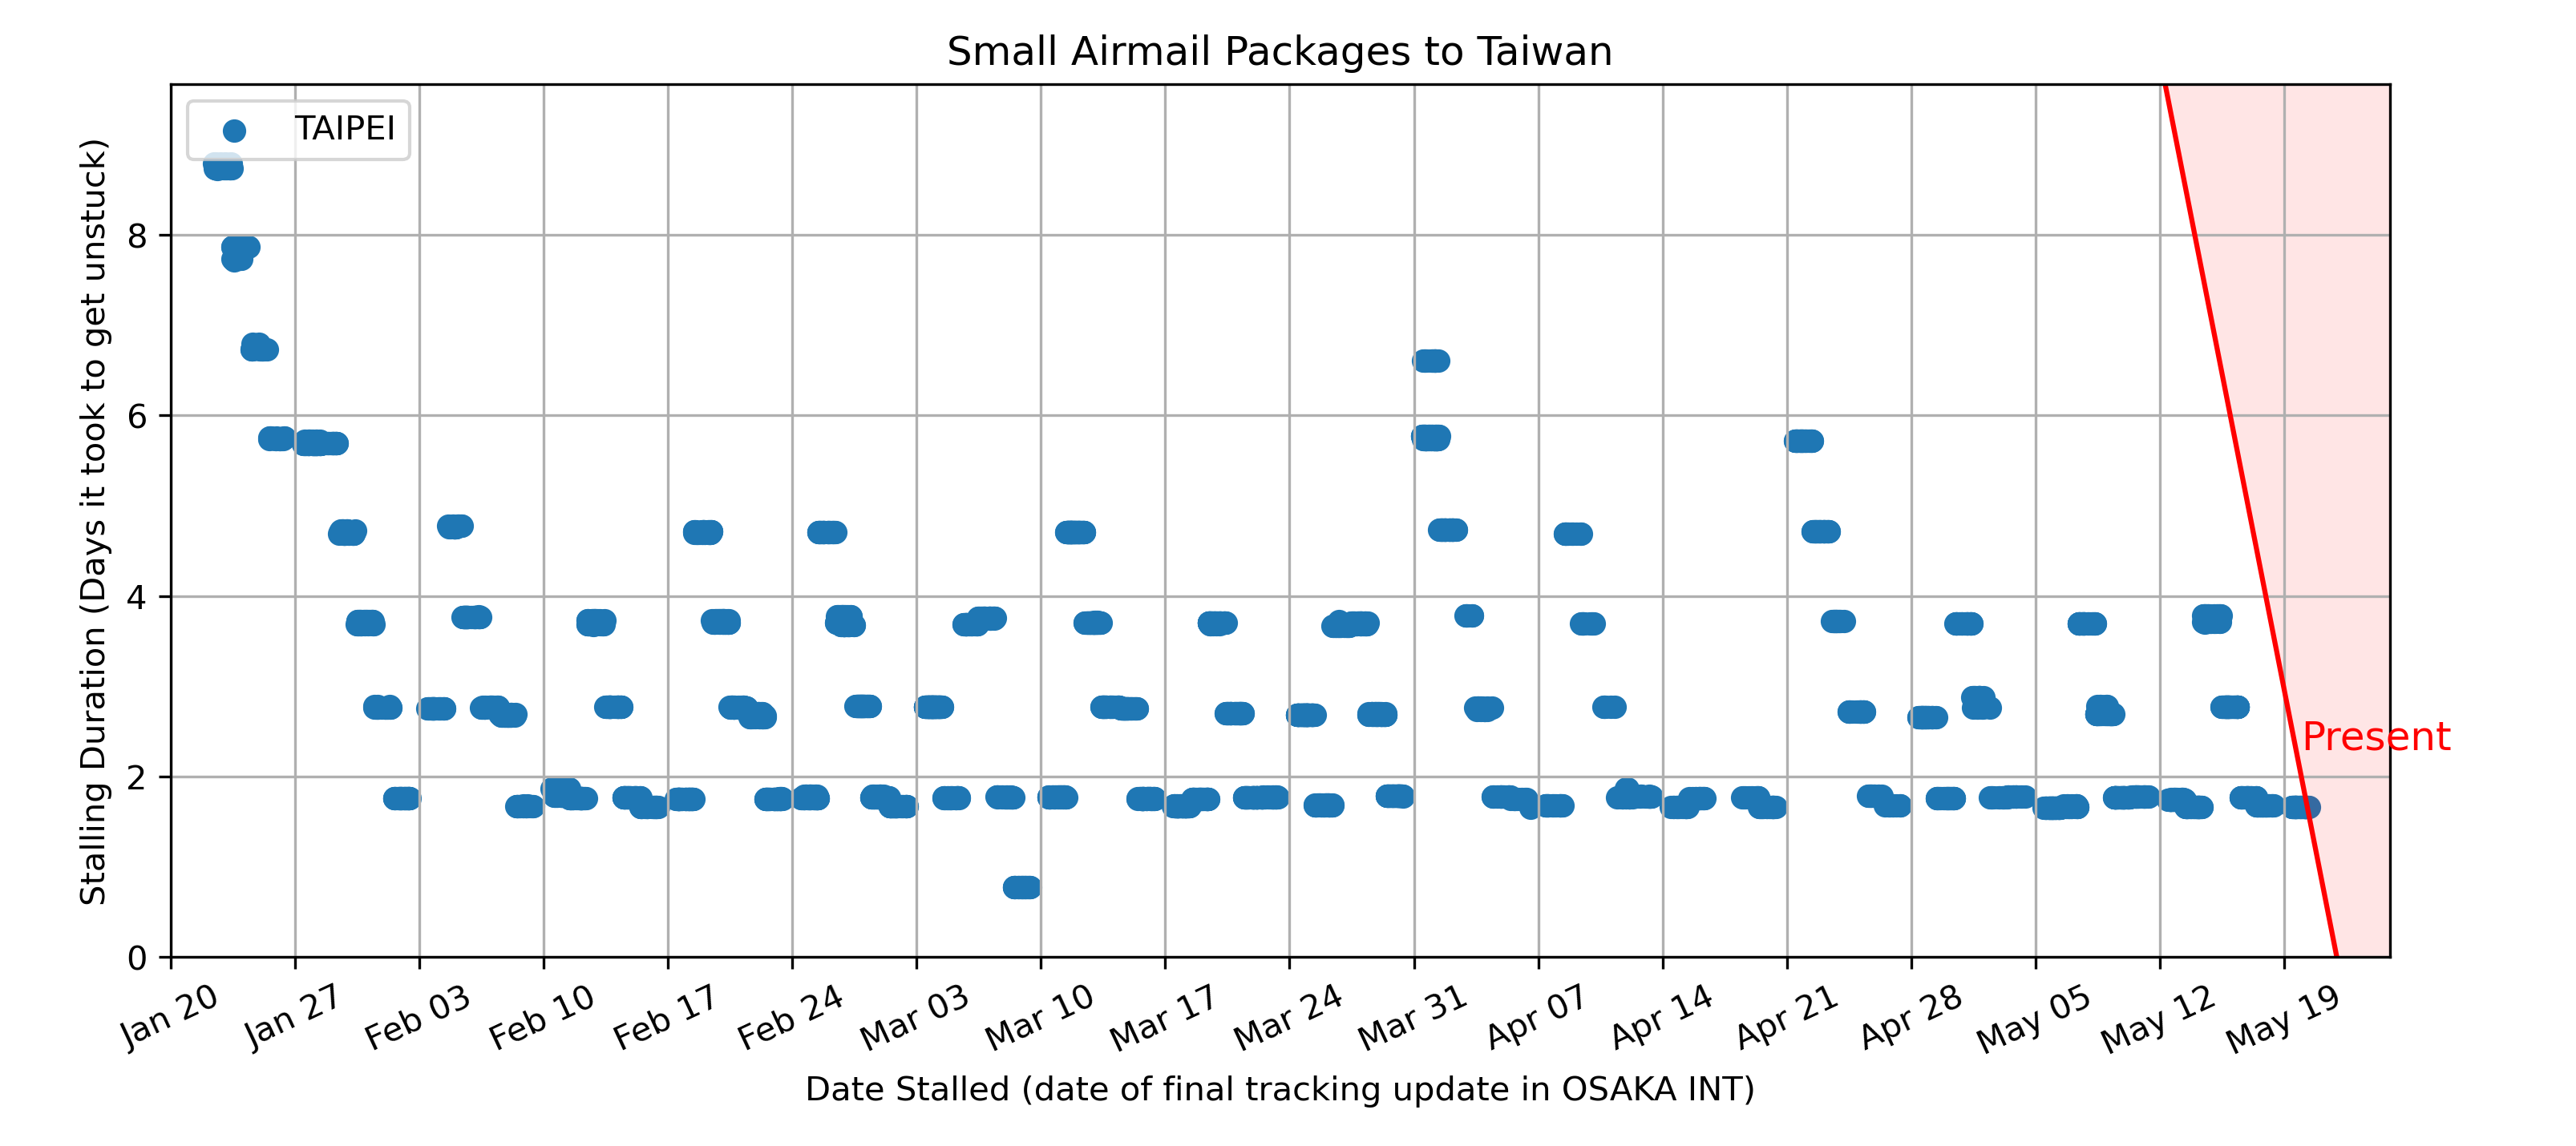 Small Airmail Packages to Taiwan
TAIPEI
Stalling Duration (Days it took to get unstuck)
8
6
4
2
0
Present
Jan 20
Jan 27
Feb 03
Feb 10
Feb 17
Feb 24
Mar 03
Mar 10
Mar 17
Mar 24
Mar 31
Apr 07
Apr 14
Apr 21
Apr 28
May 05
May 12
May 19
Date Stalled (date of final tracking update in OSAKA INT)